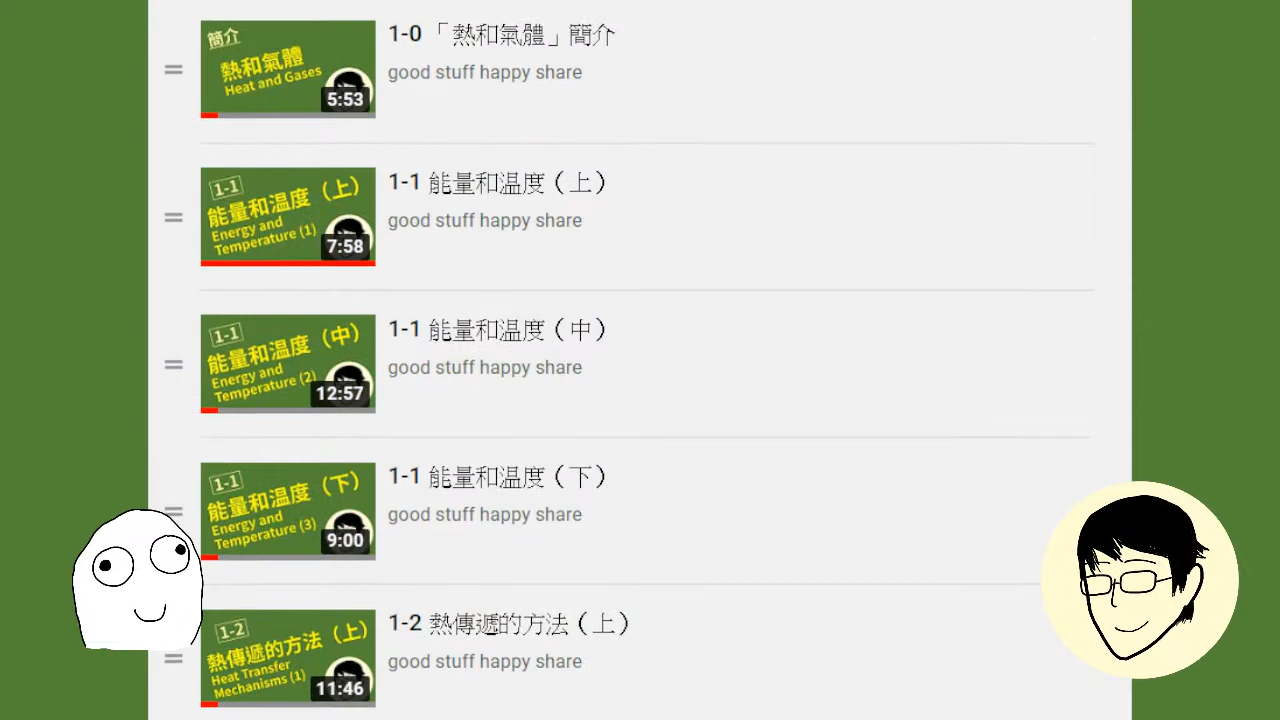 簡介
熱和氣體
Heat and Gases
5:53
1-0 「熱和氣體」簡介
good stuff happy share
1-1
能量和温度（上）
Energy and
Temperature (1)
7:58
1-1 能量和温度（上）
good stuff happy share
1-1
能量和温度（中）
Energy and
Temperature (2)
12:57
1-1 能量和温度（中）
good stuff happy share
1-1
能量和温度（下）
Energy and
Temperature (3)
9:00
1-1 能量和温度（下）
good stuff happy share
1-2
熱傳遞的方法（上）
Heat Transfer
Mechanisms (1)
11:46
1-2 熱傳遞的方法（上）
good stuff happy share